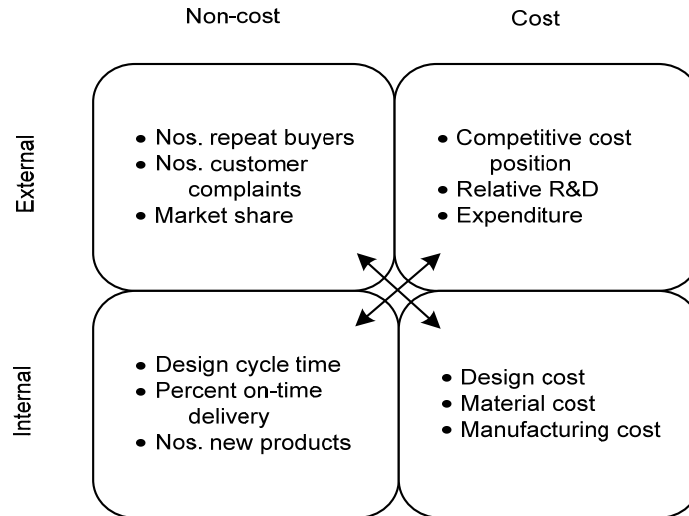 Non-cost
Cost
External
• Nos. repeat buyers
• Nos. customer
complaints
• Market share
• Competitive cost
position
• Relative R&D
• Expenditure
Internal
• Design cycle time
• Percent on-time
delivery
• Nos. new products
• Design cost
• Material cost
• Manufacturing cost